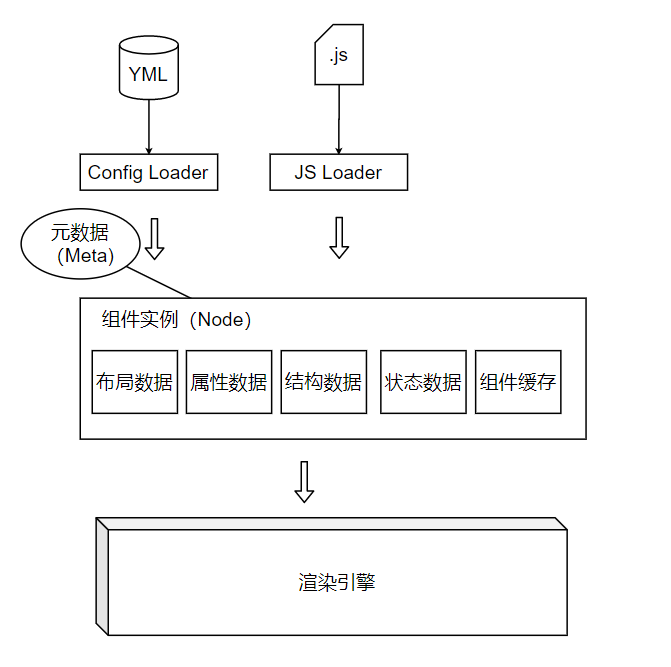 YML
.js
Config Loader
JS Loader
元数据
（Meta）
组件实例（Node）
布局数据
属性数据
结构数据
状态数据
组件缓存
渲染引擎